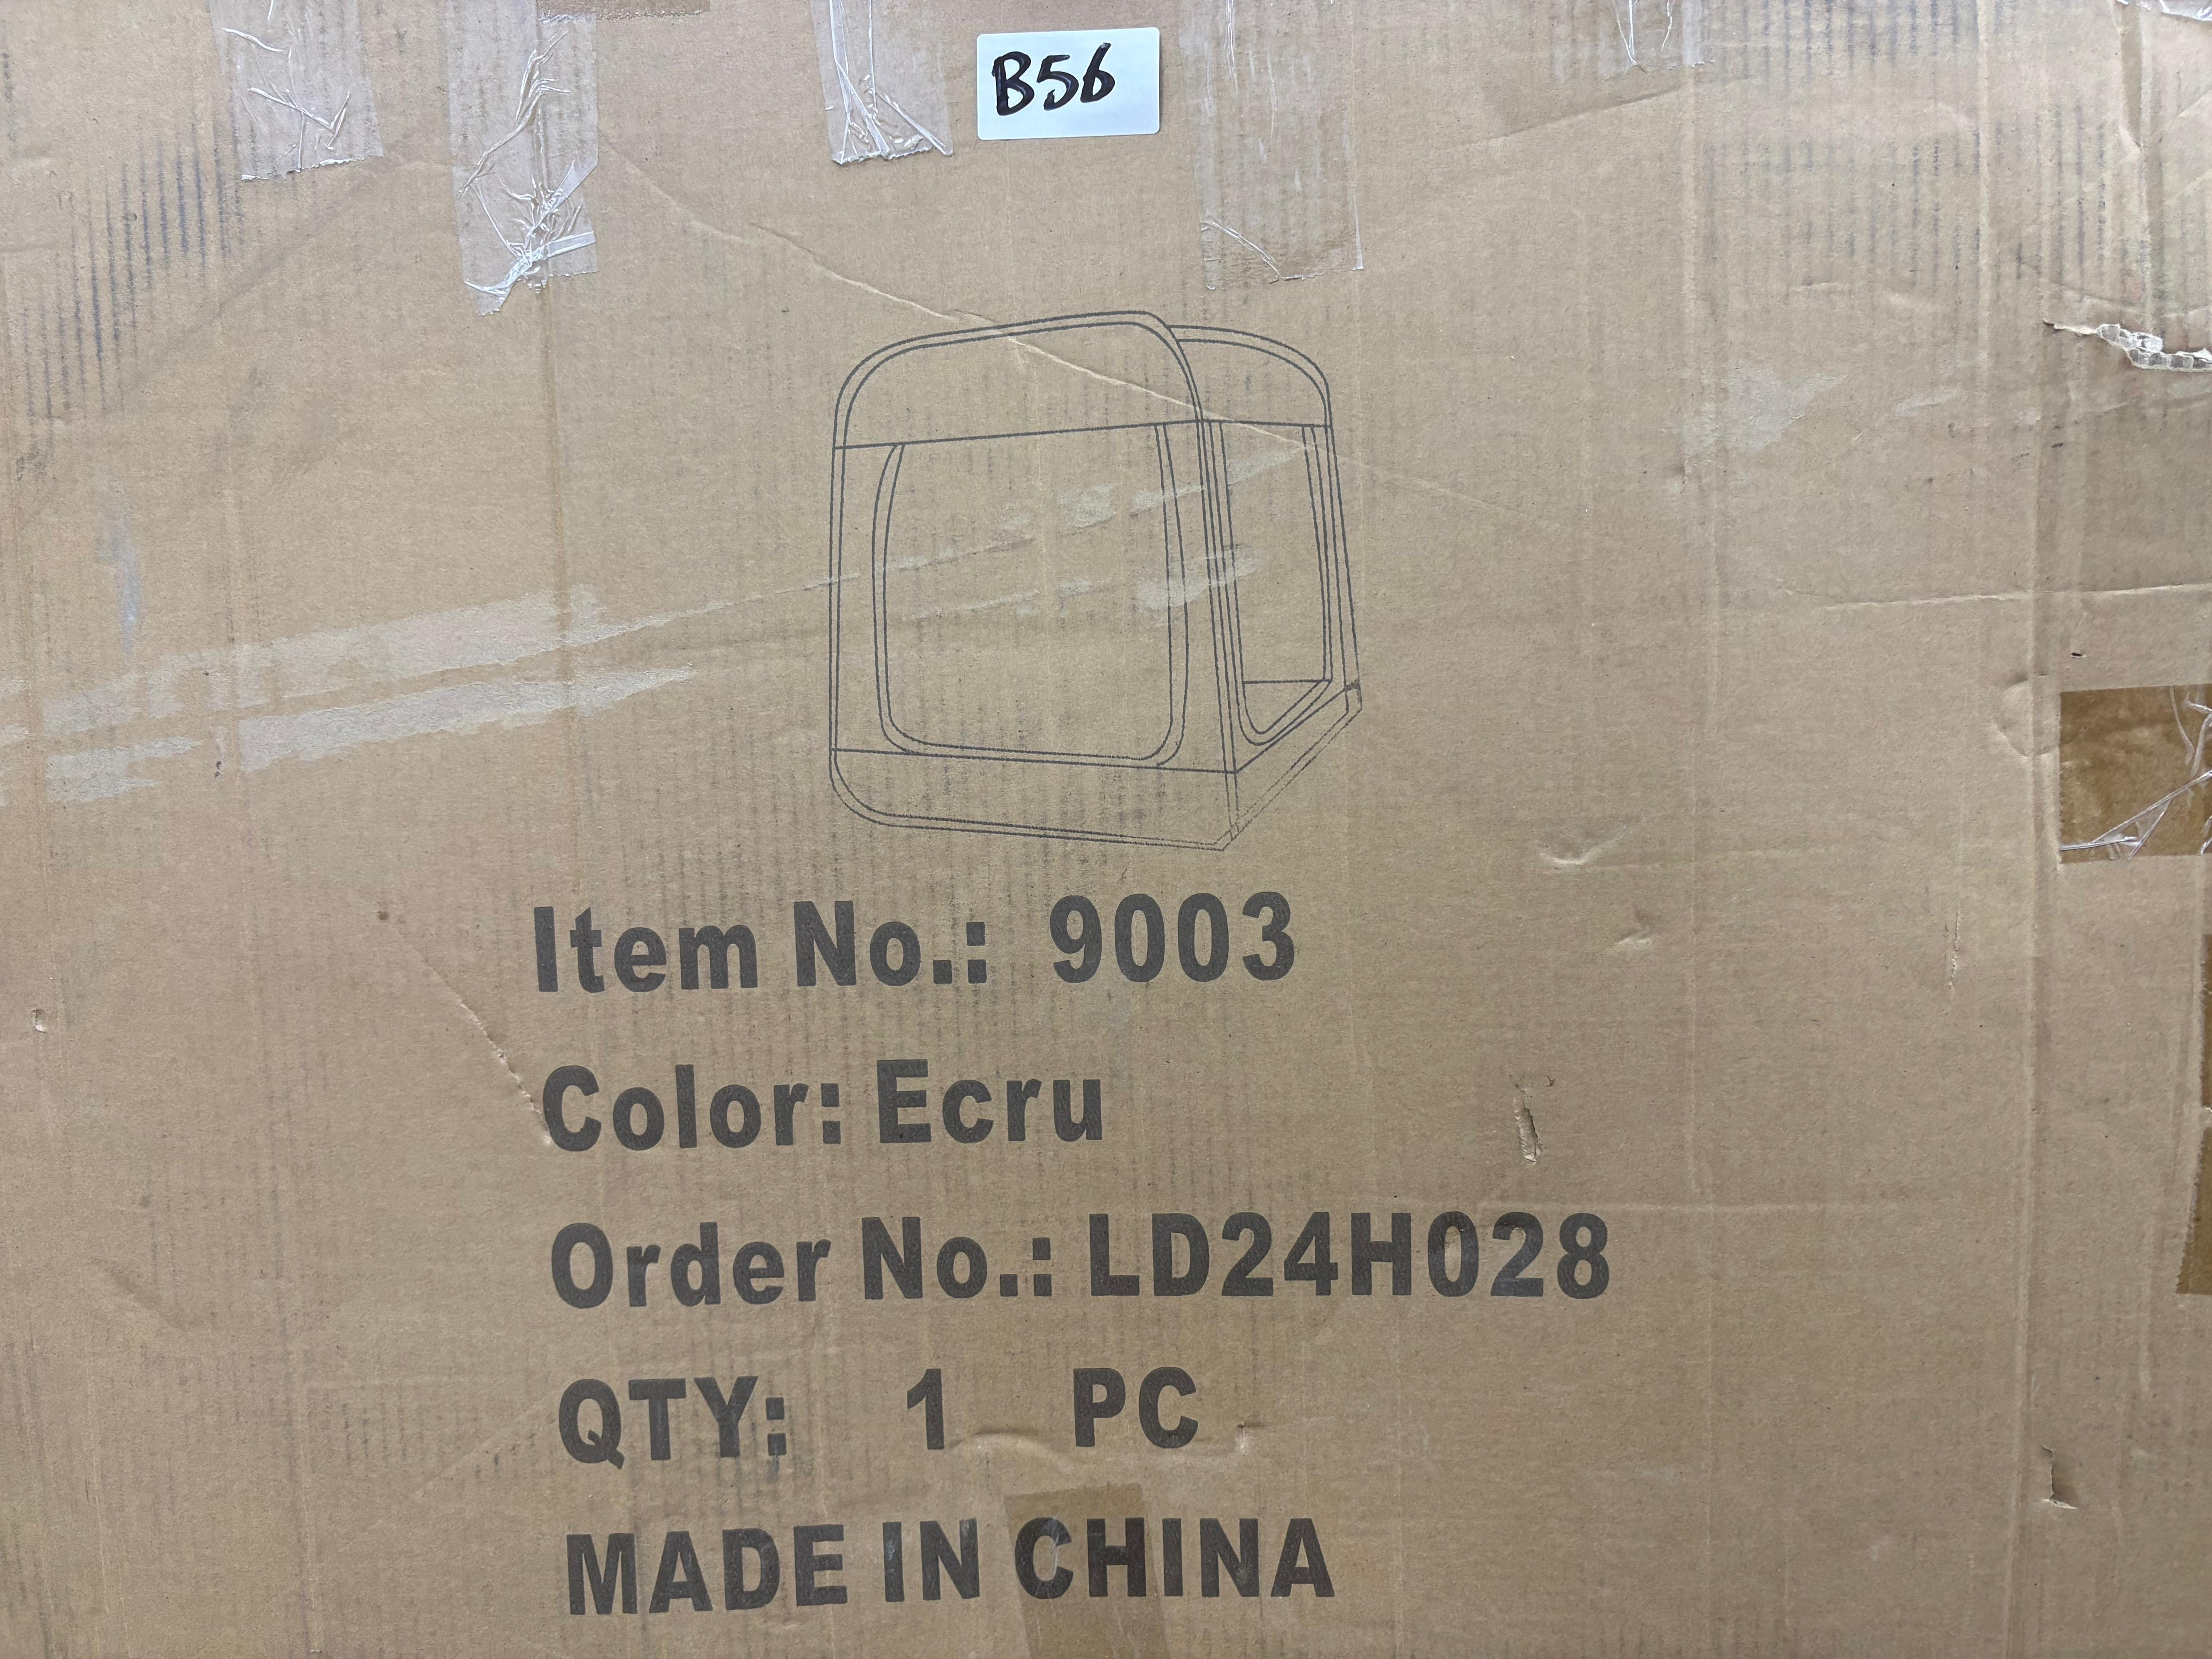 B56
Item No.: 9003
Color: Ecru
Order No.: LD24H028
QTY: 1 PC
MADE IN CHINA